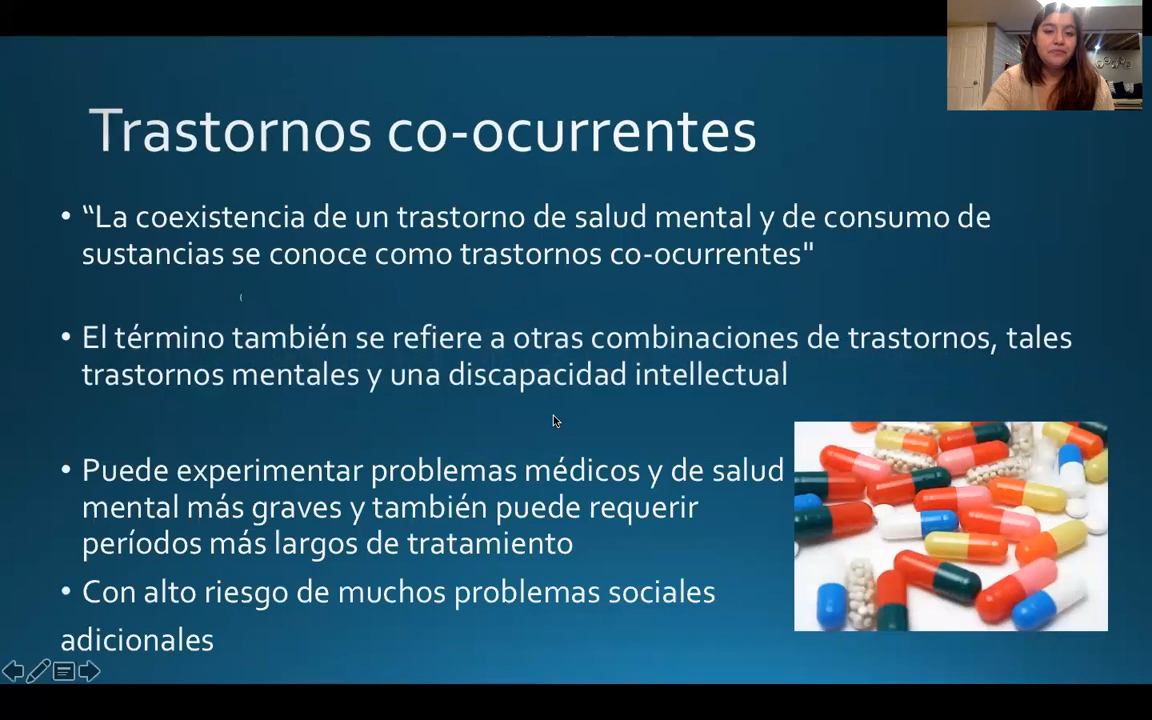 Trastornos co-ocurrentes
• “La coexistencia de un trastorno de salud mental y de consumo de
sustancias se conoce como trastornos co-ocurrentes"
(
• El término también se refiere a otras combinaciones de trastornos, tales
trastornos mentales y una discapacidad intellectual
• Puede experimentar problemas médicos y de salud
mental más graves y también puede requerir
períodos más largos de tratamiento
• Con alto riesgo de muchos problemas sociales
adicionales